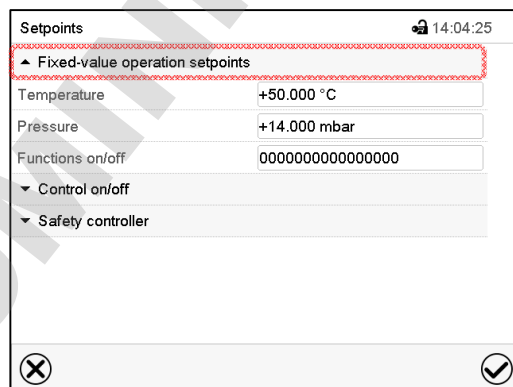 Setpoints 14:04:25
Fixed-value operation setpoints
Temperature +50.000 °C
Pressure +14.000 mbar
Functions on/off 0000000000000000
Control on/off
Safety controller